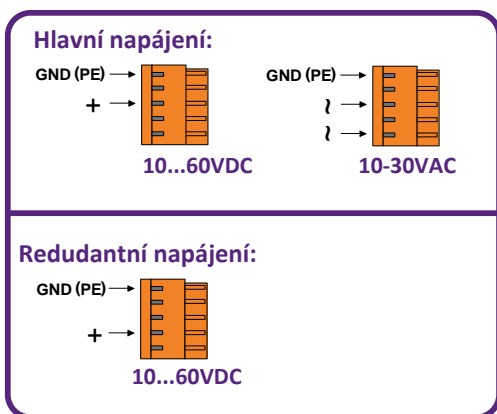 Hlavní napájení:
GND (PE)
+
10...60VDC
GND (PE)
~
~
10-30VAC
Redudantní napájení:
GND (PE)
+
10...60VDC